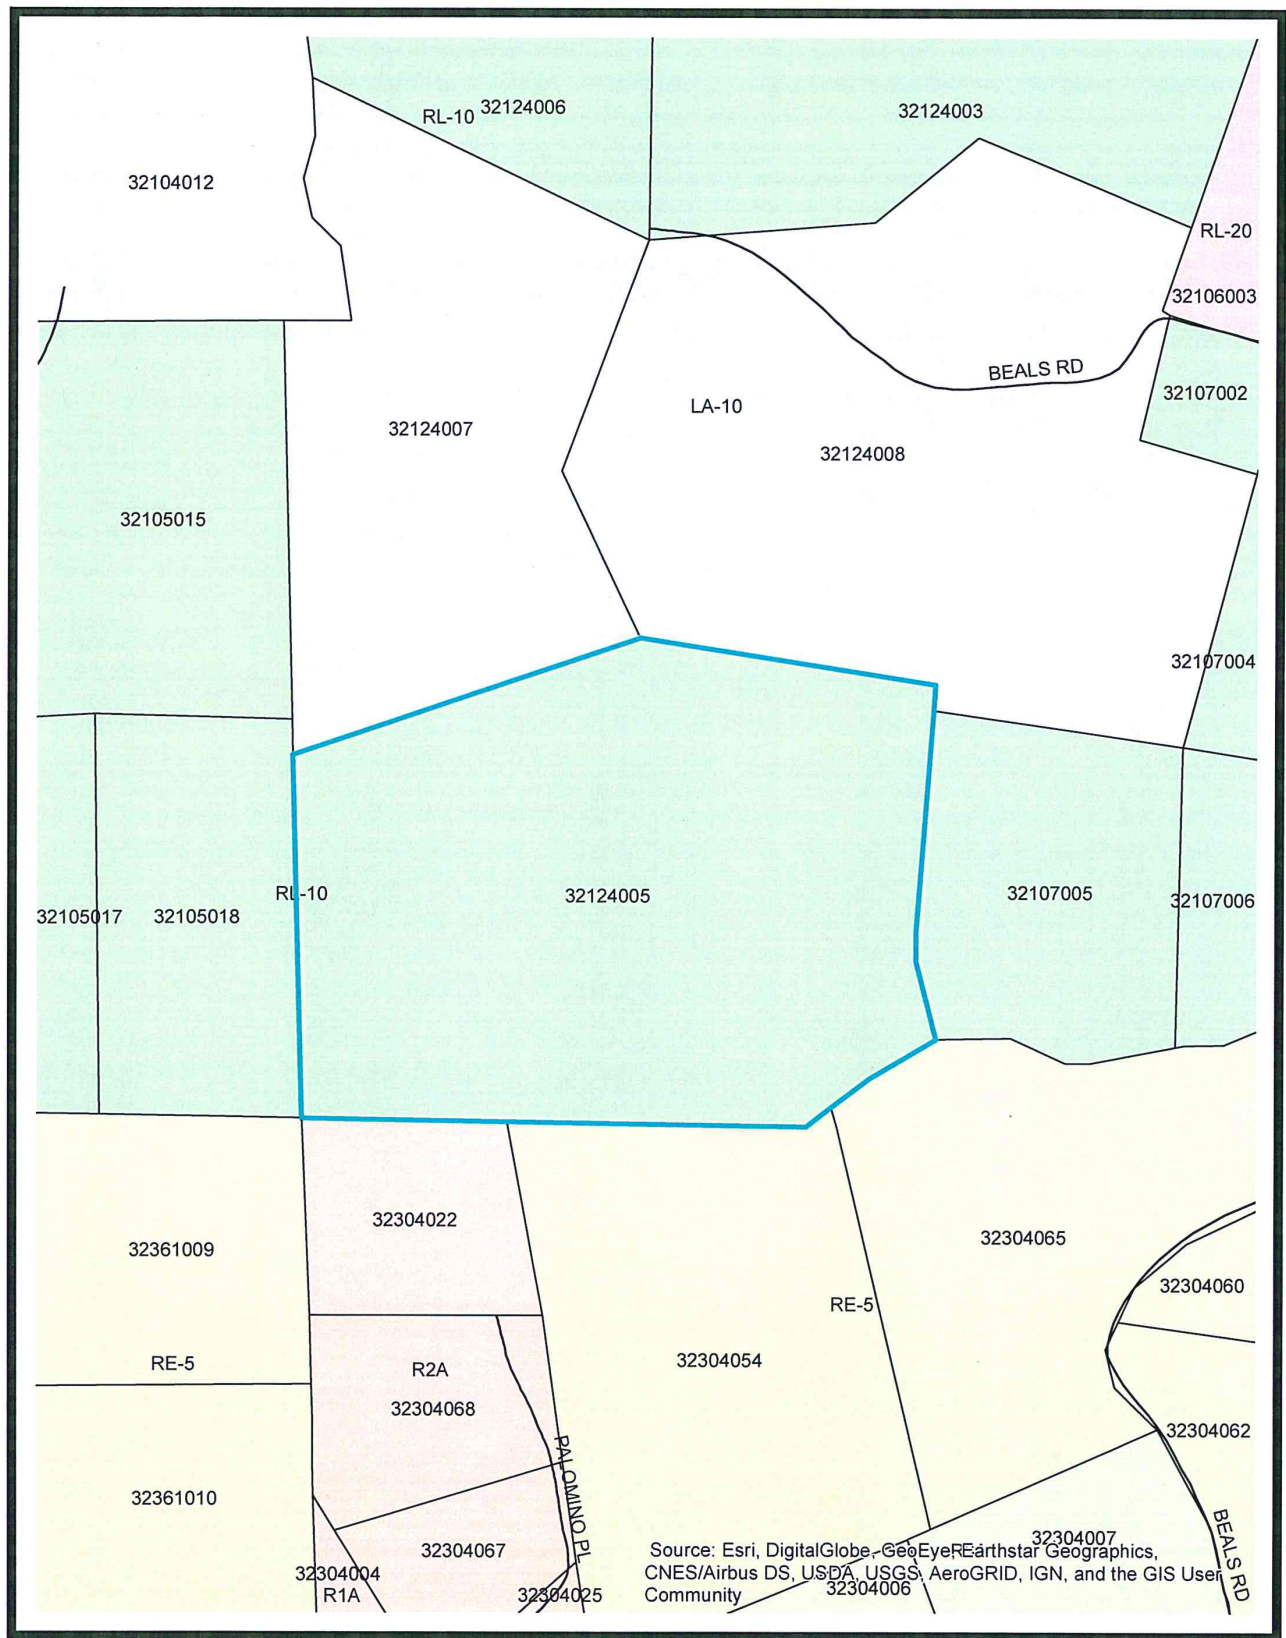 RL-10 32124006
32124003
32104012
RL-20
32106003
BEALS RD
32107002
LA-10
32124007
32124008
32105015
32107004
RL-10
32124005
32107005
32107006
32105017
32105018
32304022
32361009
32304065
32304060
RE-5
RE-5
R2A
32304054
32304068
32304062
PALOMINO PL
32361010
32304067
32304007
BEALS RD
Source: Esri, DigitalGlobe, GeoEye, Earthstar Geographics,
CNES/Airbus DS, USDA, USGS, AeroGRID, IGN, and the GIS User
Community
32304004
R1A
32304025
32304006